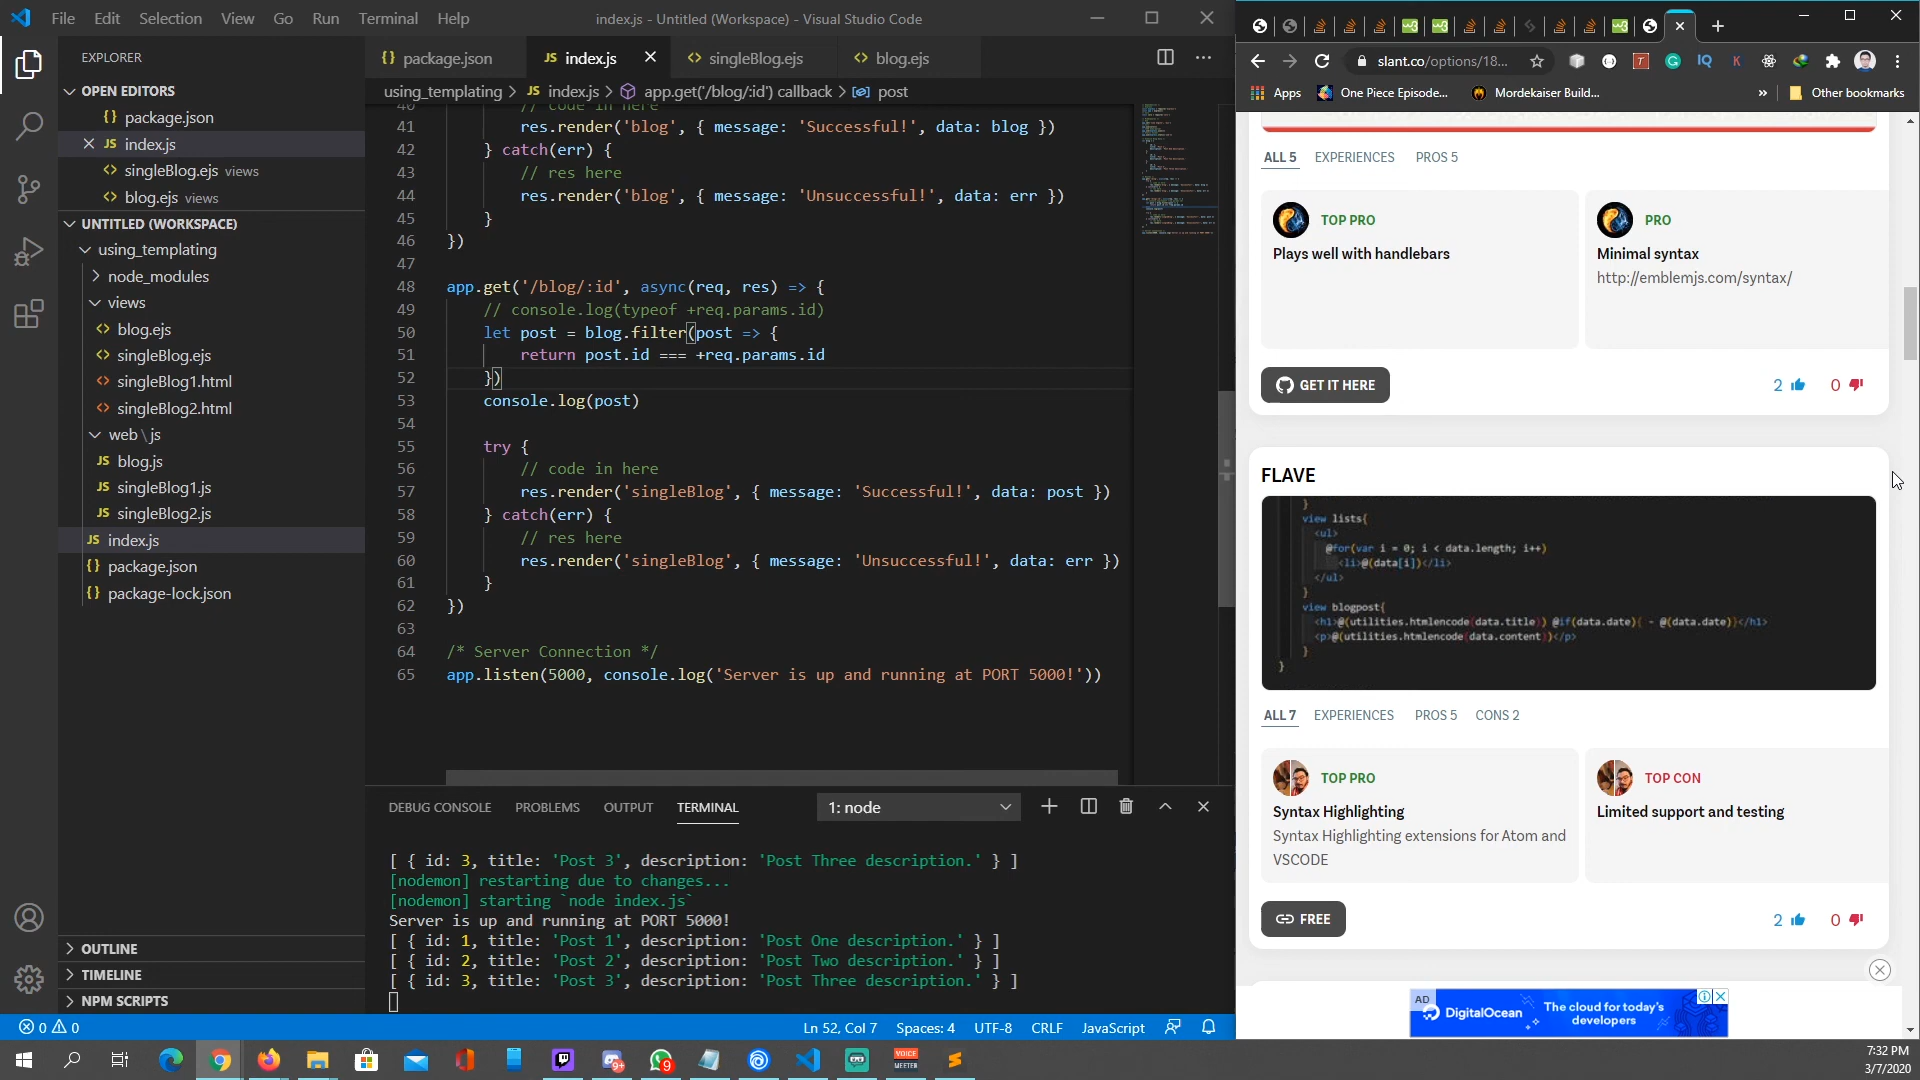 File Edit Selection View Go Run Terminal Help
index.js - Untitled (Workspace) - Visual Studio Code
EXPLORER
OPEN EDITORS
package.json
index.js
singleBlog.ejs views
blog.ejs views
UNTITLED (WORKSPACE)
using_templating
node_modules
views
blog.ejs
singleBlog.ejs
singleBlog1.html
singleBlog2.html
web\js
JS blog.js
JS singleBlog1.js
JS singleBlog2.js
JS index.js
{} package.json
{} package-lock.json
OUTLINE
TIMELINE
NPM SCRIPTS
{} package.json JS index.js <> singleBlog.ejs <> blog.ejs
using_templating > JS index.js > app.get('/blog/:id') callback > post
40 // code in here
41 res.render('blog', { message: 'Successful!', data: blog })
42 } catch(err) {
43 // res here
44 res.render('blog', { message: 'Unsuccessful!', data: err })
45 }
46 })
47
48 app.get('/blog/:id', async(req, res) => {
49 // console.log(typeof +req.params.id)
50 let post = blog.filter(post => {
51 return post.id === +req.params.id
52 })
53 console.log(post)
54
55 try {
56 // code in here
57 res.render('singleBlog', { message: 'Successful!', data: post })
58 } catch(err) {
59 // res here
60 res.render('singleBlog', { message: 'Unsuccessful!', data: err })
61 }
62 })
63
64 /* Server Connection */
65 app.listen(5000, console.log('Server is up and running at PORT 5000!'))
DEBUG CONSOLE PROBLEMS OUTPUT TERMINAL 1: node
[ { id: 3, title: 'Post 3', description: 'Post Three description.' } ]
[nodemon] restarting due to changes...
[nodemon] starting `node index.js`
Server is up and running at PORT 5000!
[ { id: 1, title: 'Post 1', description: 'Post One description.' } ]
[ { id: 2, title: 'Post 2', description: 'Post Two description.' } ]
[ { id: 3, title: 'Post 3', description: 'Post Three description.' } ]
0 0 Ln 52, Col 7 Spaces: 4 UTF-8 CRLF JavaScript
slant.co/options/18...
Apps One Piece Episode... Mordekaiser Build... » Other bookmarks
ALL 5 EXPERIENCES PROS 5
TOP PRO
Plays well with handlebars
PRO
Minimal syntax
http://emblemjs.com/syntax/
GET IT HERE
2 0
FLAVE
}
view lists{
<ul>
@for(var i = 0; i < data.length; i++)
<li>@(data[i])</li>
</ul>
}
view blogpost{
<h1>@(utilities.htmlencode(data.title)) @if(data.date){ - @(data.date)}</h1>
<p>@(utilities.htmlencode(data.content))</p>
}
}
ALL 7 EXPERIENCES PROS 5 CONS 2
TOP PRO
Syntax Highlighting
Syntax Highlighting extensions for Atom and
VSCODE
TOP CON
Limited support and testing
FREE
2 0
AD
DigitalOcean
The cloud for today's
developers
7:32 PM
3/7/2020